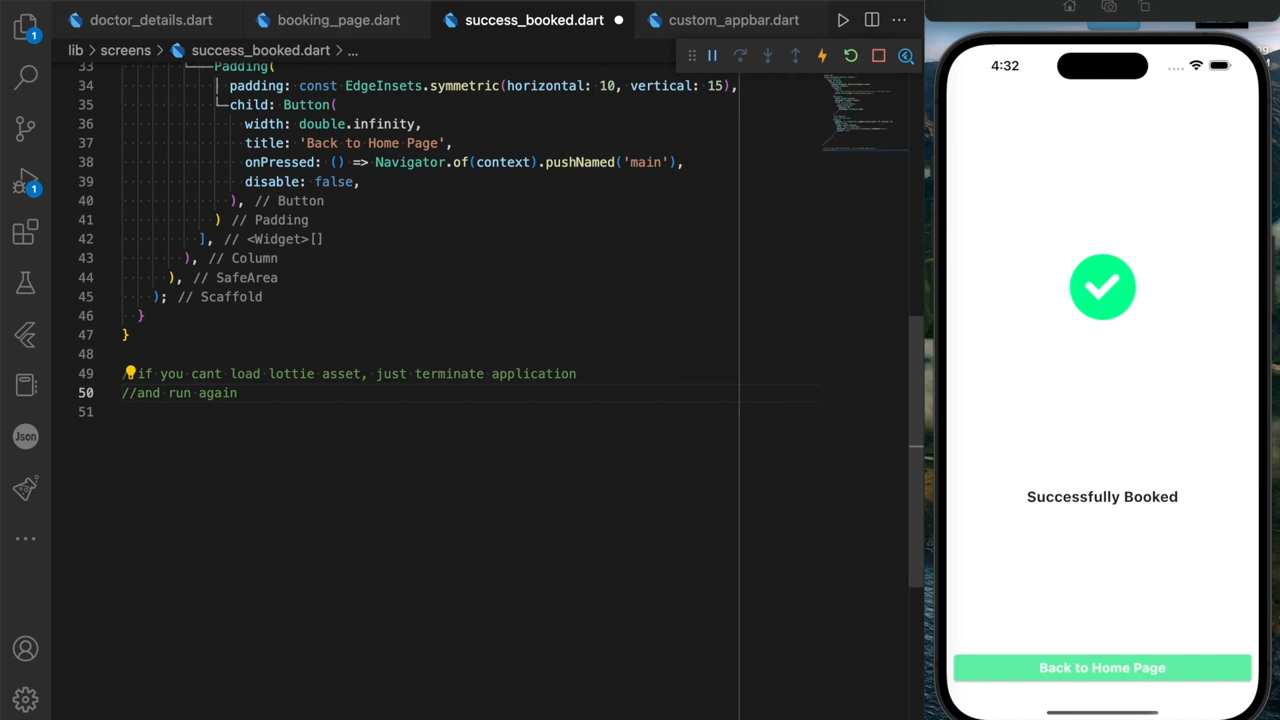 doctor_details.dart
booking_page.dart
success_booked.dart
custom_appbar.dart
lib > screens > success_booked.dart > ...
33 Padding(
34 padding: const EdgeInsets.symmetric(horizontal: 10, vertical: 15),
35 child: Button(
36 width: double.infinity,
37 title: 'Back to Home Page',
38 onPressed: () => Navigator.of(context).pushNamed('main'),
39 disable: false,
40 ), // Button
41 ) // Padding
42 ], // <Widget>[]
43 ), // Column
44 ), // SafeArea
45 ); // Scaffold
46 }
47 }
48
49 /if you cant load lottie asset, just terminate application
50 //and run again
51
1
1
Json
4:32
Successfully Booked
Back to Home Page